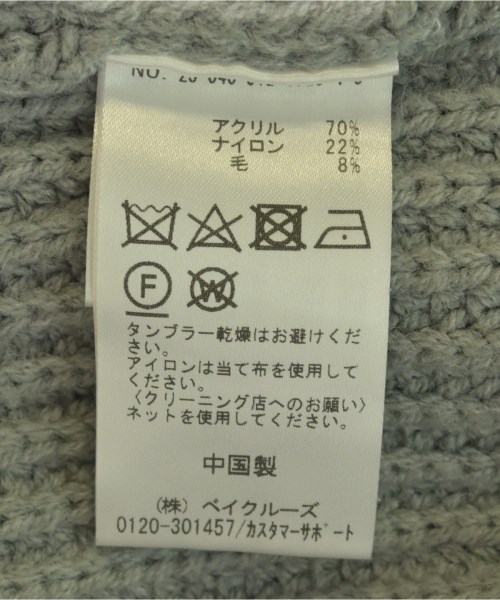 アクリル 70%
ナイロン 22%
毛 8%
F
W
タンブラー乾燥はお避けくだ
さい。
アイロンは当て布を使用して
ください。
〈クリーニング店へのお願い〉
ネットを使用してください。
中国製
(株) ベイクルーズ
0120-301457/カスタマーサポート